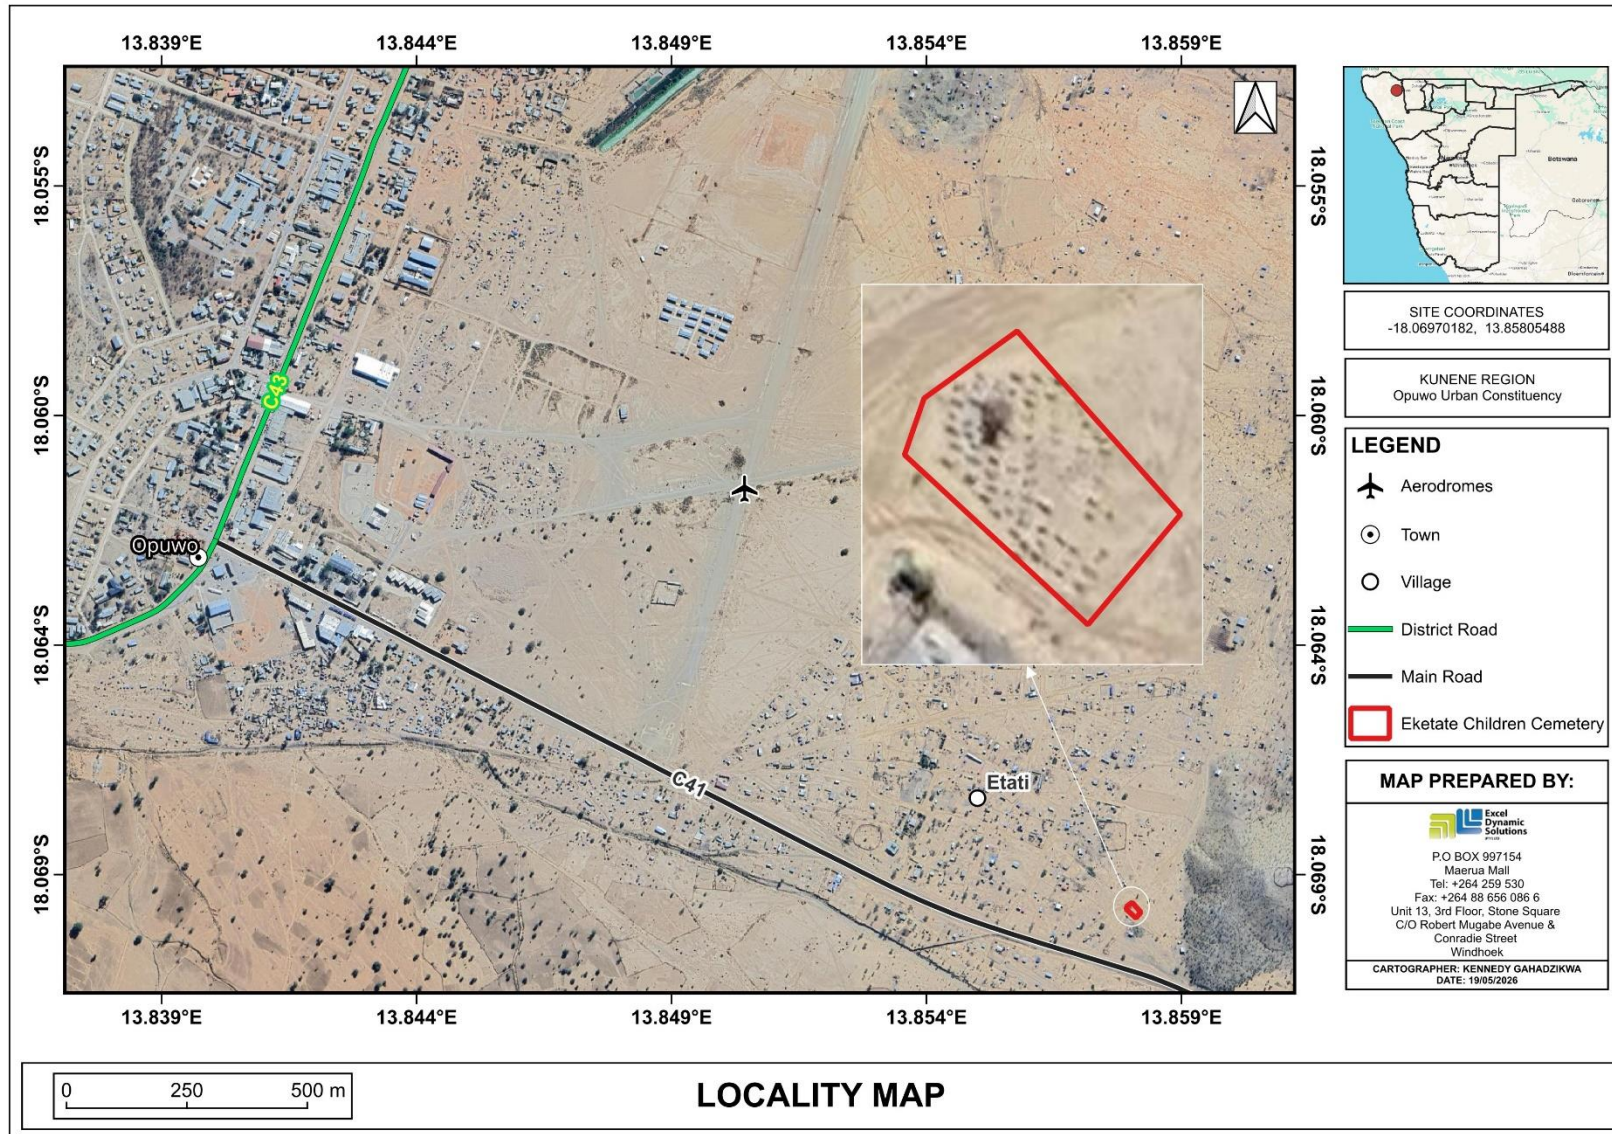 13.839°E 13.844°E 13.849°E 13.854°E 13.859°E
18.055°S
18.060°S
18.064°S
18.069°S
C43
Opuwo
C41
Etati
18.055°S
18.060°S
18.064°S
18.069°S
13.839°E 13.844°E 13.849°E 13.854°E 13.859°E
Botswana
SITE COORDINATES
-18.06970182, 13.85805488
KUNENE REGION
Opuwo Urban Constituency
LEGEND
Aerodromes
Town
Village
District Road
Main Road
Eketate Children Cemetery
MAP PREPARED BY:
Excel
Dynamic
Solutions
P.O BOX 997154
Maerua Mall
Tel: +264 259 530
Fax: +264 88 656 086 6
Unit 13, 3rd Floor, Stone Square
C/O Robert Mugabe Avenue &
Conradie Street
Windhoek
CARTOGRAPHER: KENNEDY GAHADZIKWA
DATE: 19/05/2026
0 250 500 m
LOCALITY MAP